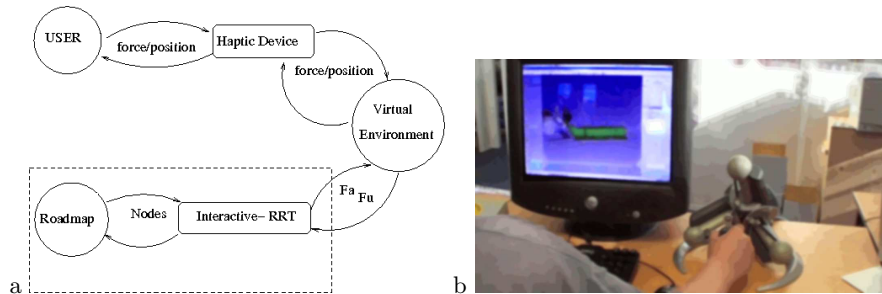 USER
force/position
Haptic Device
force/position
Virtual
Environment
Fa
Fu
Roadmap
Nodes
Interactive– RRT
a
b